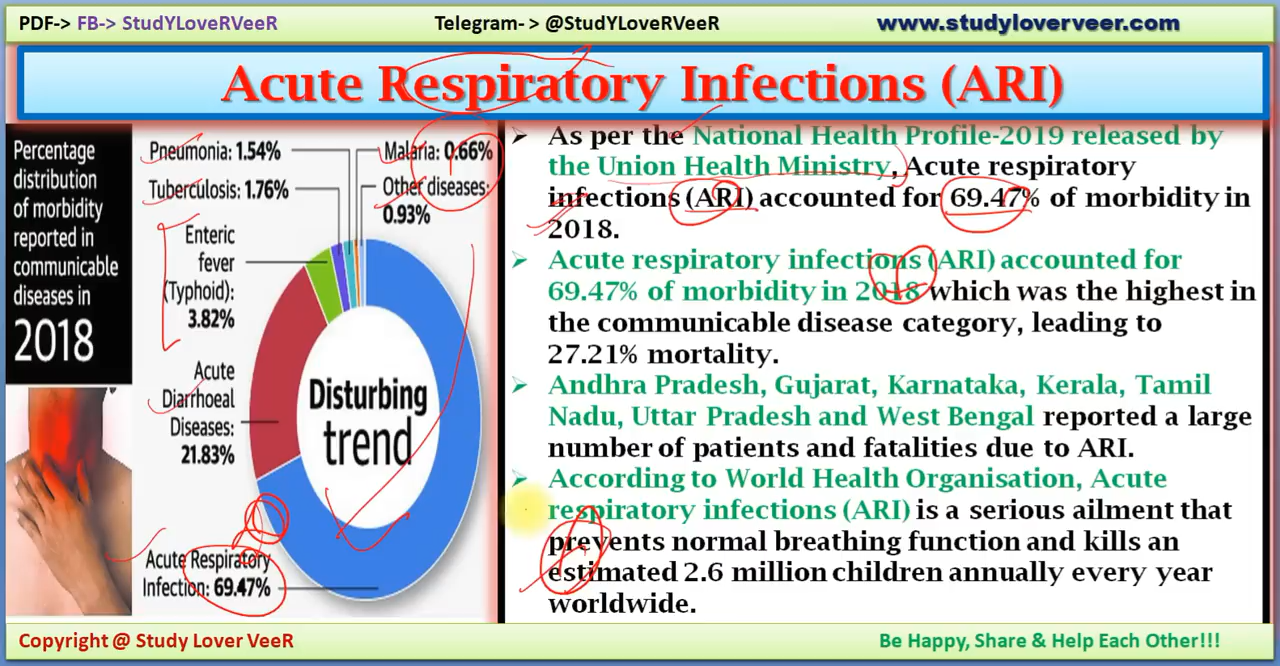 PDF-> FB-> StudYLoveRVeeR
Telegram- > @StudYLoveRVeeR
www.studyloverveer.com
Acute Respiratory Infections (ARI)
Percentage
distribution
of morbidity
reported in
communicable
diseases in
2018
Pneumonia: 1.54%
Tuberculosis: 1.76%
Enteric
fever
(Typhoid):
3.82%
Acute
Diarrhoeal
Diseases:
21.83%
Acute Respiratory
Infection: 69.47%
Malaria: 0.66%
Other diseases:
0.93%
Disturbing
trend
As per the National Health Profile-2019 released by
the Union Health Ministry, Acute respiratory
infections (ARI) accounted for 69.47% of morbidity in
2018.
Acute respiratory infections (ARI) accounted for
69.47% of morbidity in 2018 which was the highest in
the communicable disease category, leading to
27.21% mortality.
Andhra Pradesh, Gujarat, Karnataka, Kerala, Tamil
Nadu, Uttar Pradesh and West Bengal reported a large
number of patients and fatalities due to ARI.
According to World Health Organisation, Acute
respiratory infections (ARI) is a serious ailment that
prevents normal breathing function and kills an
estimated 2.6 million children annually every year
worldwide.
Copyright @ Study Lover VeeR
Be Happy, Share & Help Each Other!!!